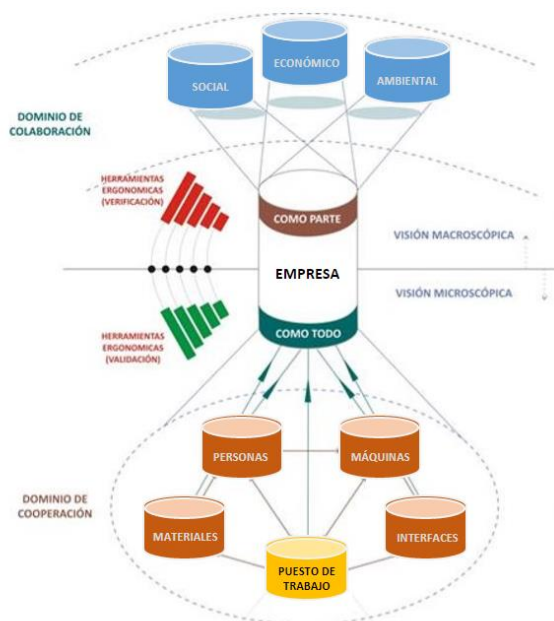 ECONÓMICO
SOCIAL
AMBIENTAL
DOMINIO DE
COLABORACIÓN
HERRAMIENTAS
ERGONOMICAS
(VERIFICACIÓN)
COMO PARTE
VISIÓN MACROSCÓPICA
EMPRESA
VISIÓN MICROSCÓPICA
HERRAMIENTAS
ERGONOMICAS
(VALIDACIÓN)
COMO TODO
PERSONAS
MÁQUINAS
DOMINIO DE
COOPERACIÓN
MATERIALES
INTERFACES
PUESTO DE
TRABAJO